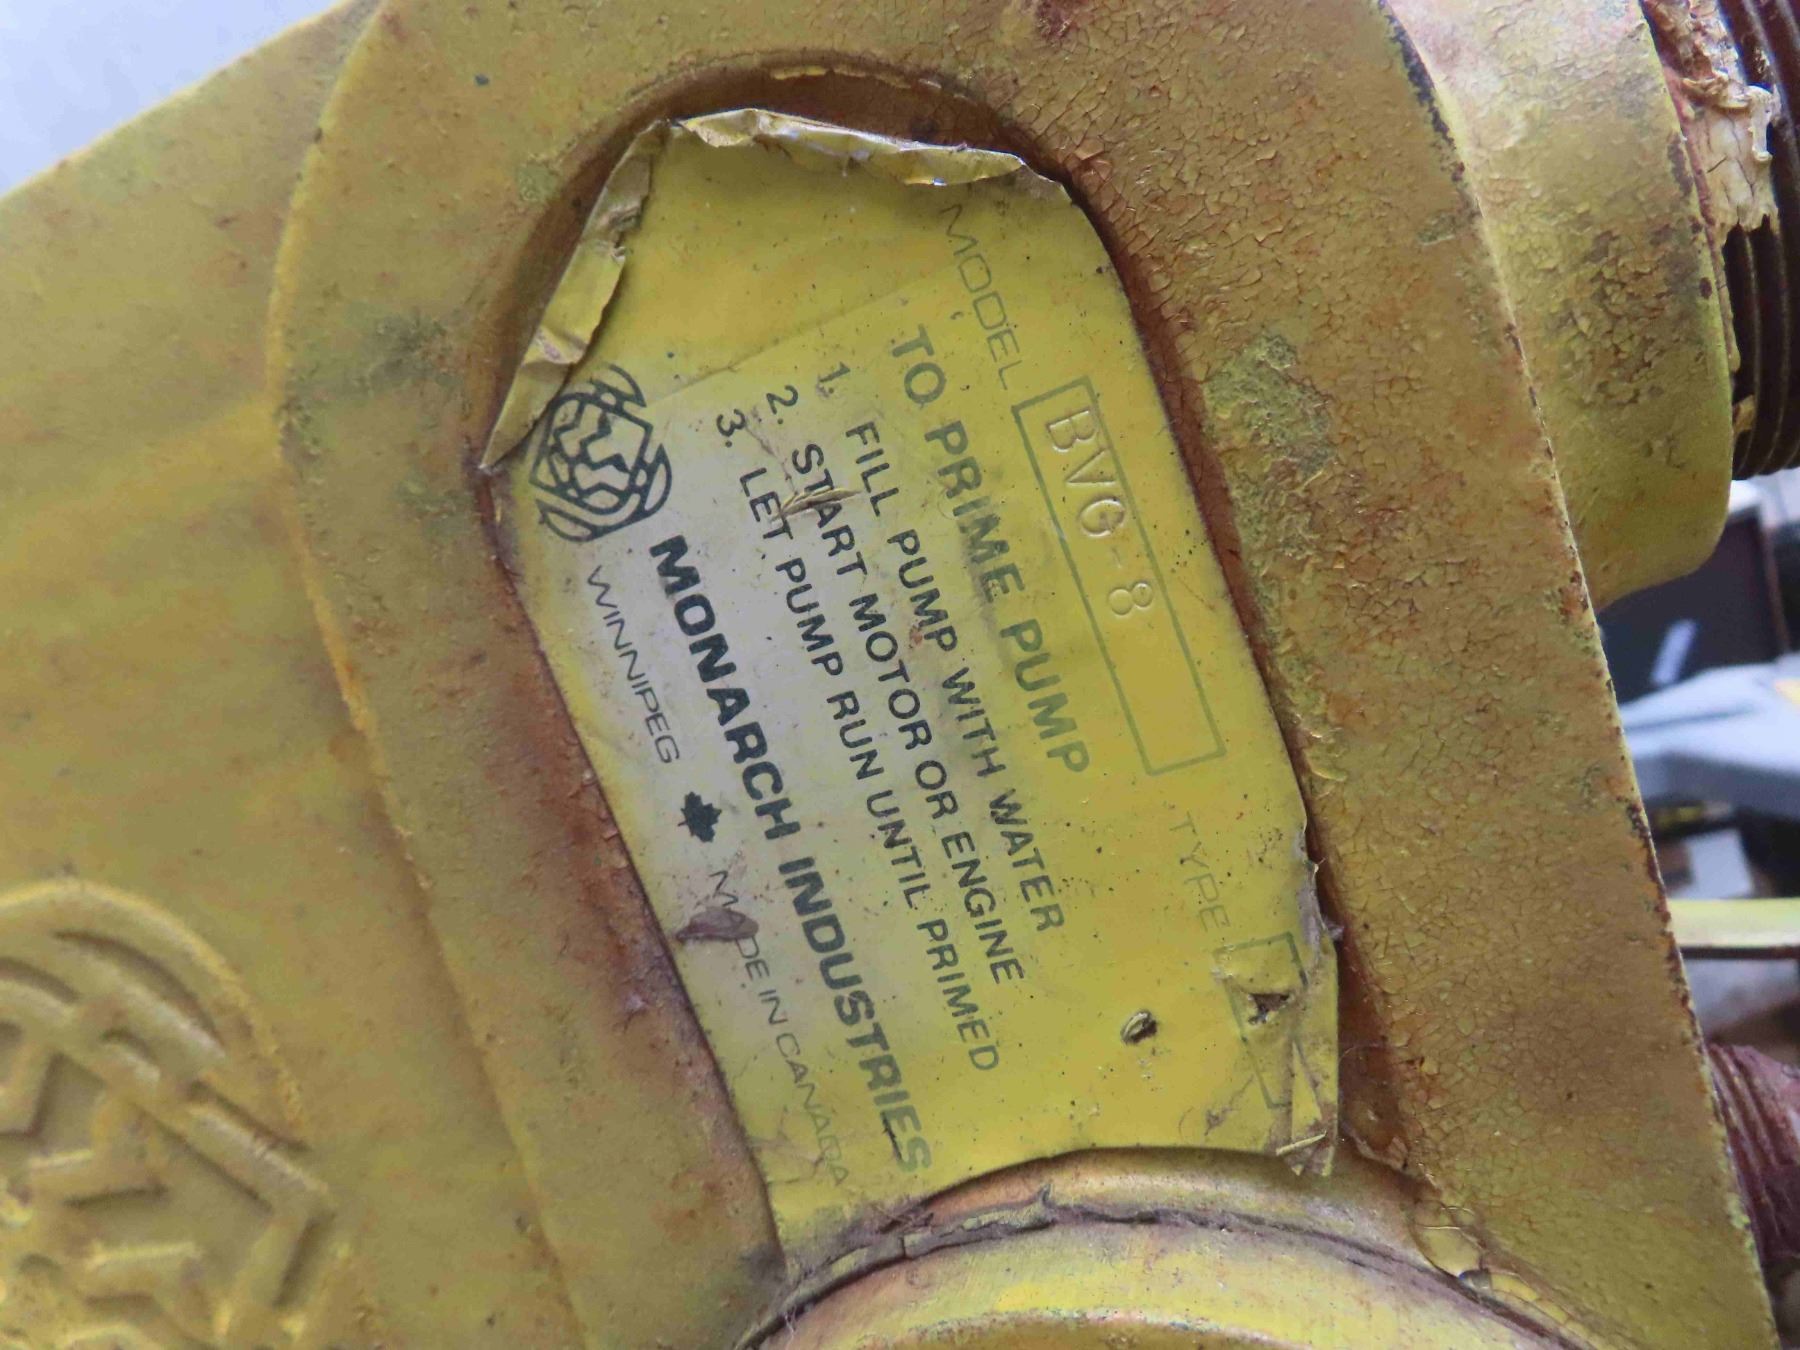 MODEL BVG-8 TYPE A
TO PRIME PUMP
1. FILL PUMP WITH WATER
2. START MOTOR OR ENGINE
3. LET PUMP RUN UNTIL PRIMED
MONARCH INDUSTRIES
WINNIPEG MADE IN CANADA